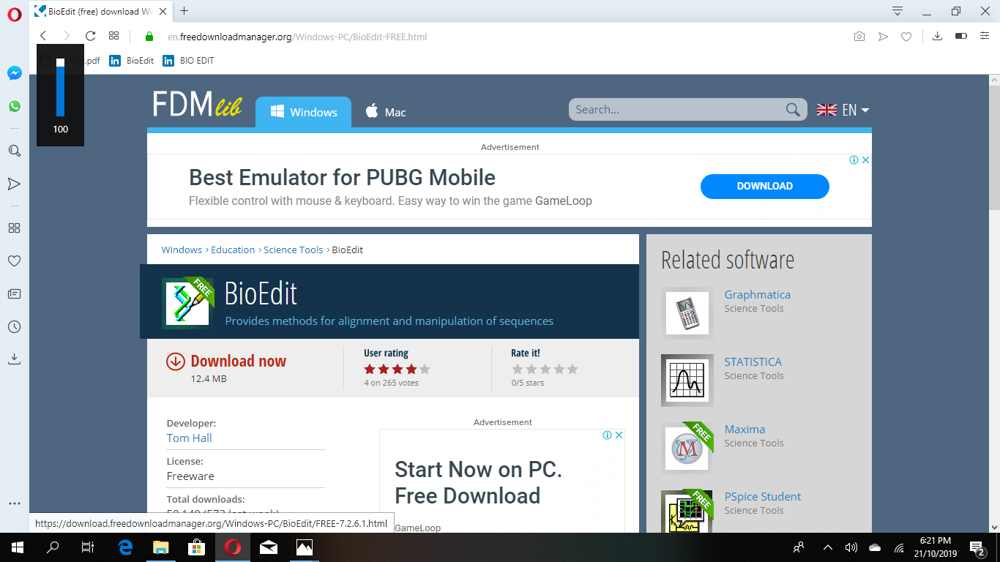 BioEdit (free) download Wi
en.freedownloadmanager.org/Windows-PC/BioEdit-FREE.html
.pdf
BioEdit
BIO EDIT
100
FDM lib
Windows
Mac
Search...
EN
Advertisement
Best Emulator for PUBG Mobile
Flexible control with mouse & keyboard. Easy way to win the game GameLoop
DOWNLOAD
Windows › Education › Science Tools › BioEdit
FREE
BioEdit
Provides methods for alignment and manipulation of sequences
Download now
12.4 MB
User rating
4 on 265 votes
Rate it!
0/5 stars
Developer:
Tom Hall
License:
Freeware
Total downloads:
Advertisement
Start Now on PC.
Free Download
GameLoop
Related software
Graphmatica
Science Tools
STATISTICA
Science Tools
FREE
Maxima
Science Tools
FREE
PSpice Student
Science Tools
https://download.freedownloadmanager.org/Windows-PC/BioEdit/FREE-7.2.6.1.html
6:21 PM
21/10/2019
2